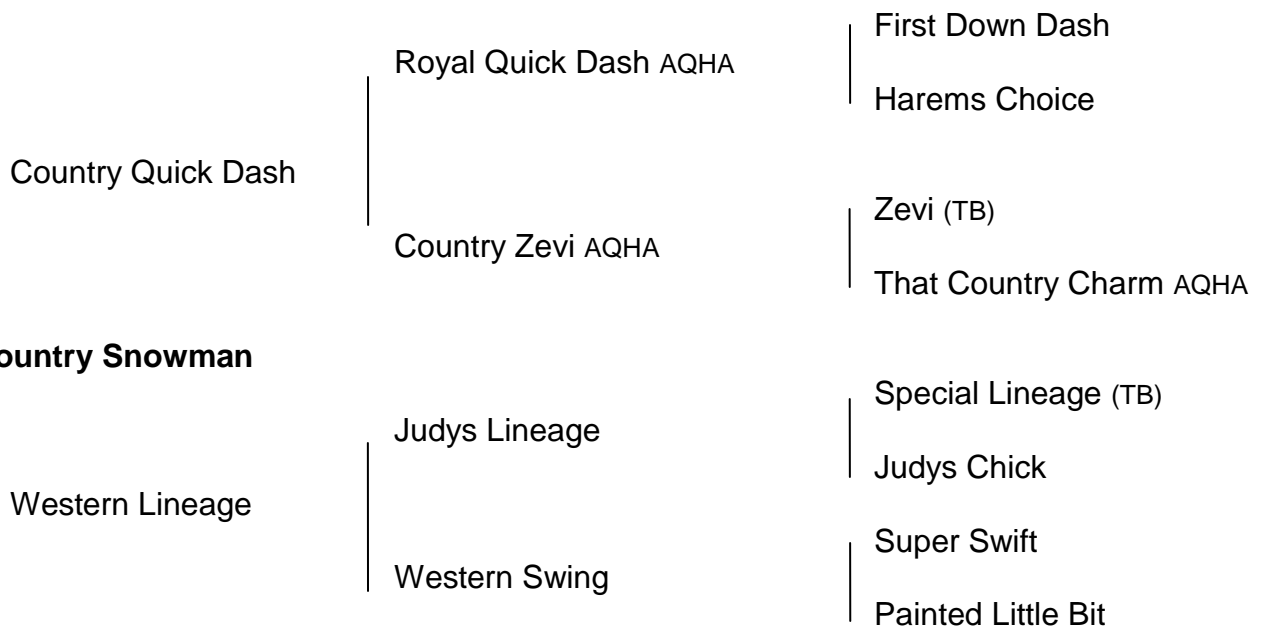 First Down Dash
Royal Quick Dash AQHA
Harems Choice
Country Quick Dash
Zevi (TB)
Country Zevi AQHA
That Country Charm AQHA
ountry Snowman
Special Lineage (TB)
Judys Lineage
Judys Chick
Western Lineage
Super Swift
Western Swing
Painted Little Bit